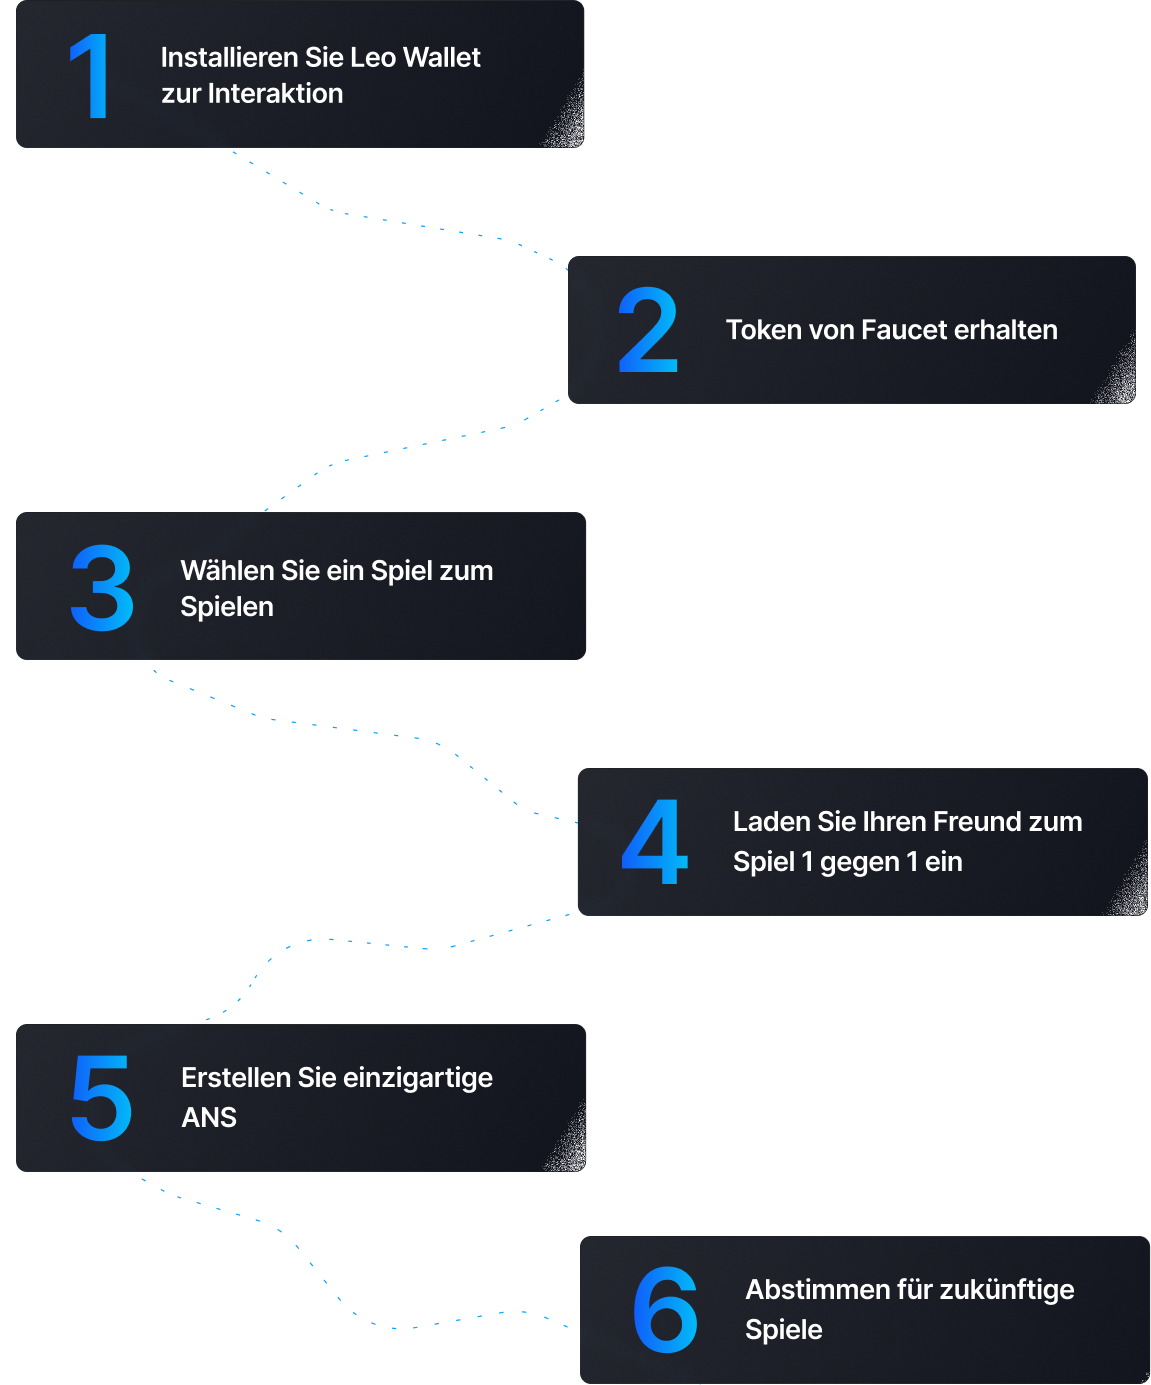 1
Installieren Sie Leo Wallet
zur Interaktion
2
Token von Faucet erhalten
3
Wählen Sie ein Spiel zum
Spielen
4
Laden Sie Ihren Freund zum
Spiel 1 gegen 1 ein
5
Erstellen Sie einzigartige
ANS
6
Abstimmen für zukünftige
Spiele